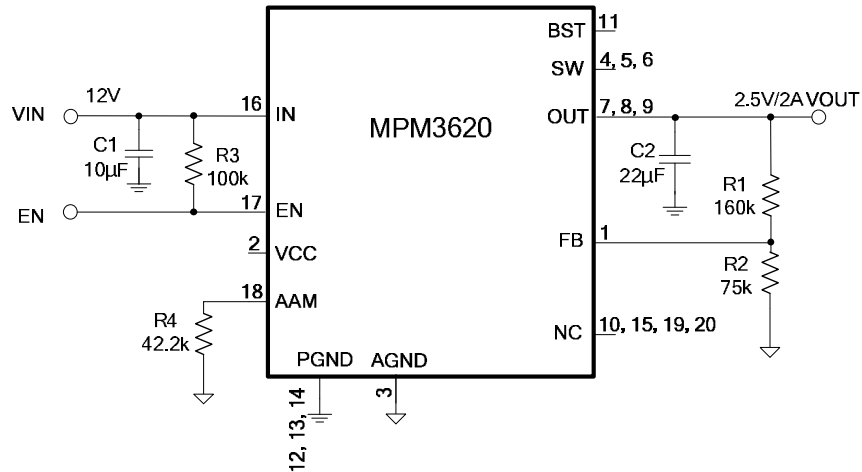 BST 11
SW 4, 5, 6
VIN 12V 16 IN
MPM3620
OUT 7, 8, 9 2.5V/2A VOUT
C1
10µF
R3
100k
C2
22µF
R1
160k
EN 17 EN
2 VCC
FB 1
R2
75k
18 AAM
R4
42.2k
NC 10, 15, 19, 20
PGND AGND
12, 13, 14
3